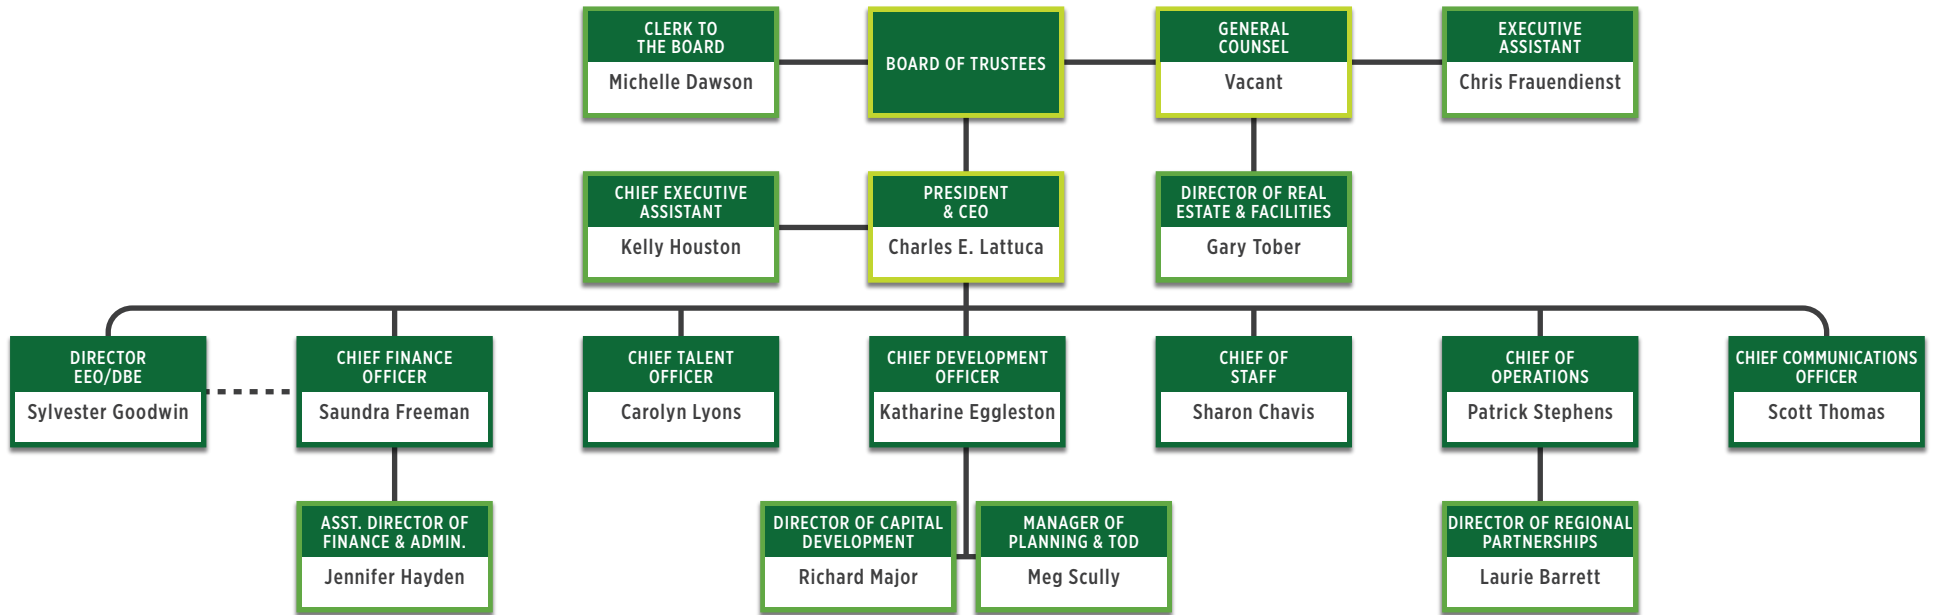 CLERK TO
THE BOARD
Michelle Dawson
BOARD OF TRUSTEES
GENERAL
COUNSEL
Vacant
EXECUTIVE
ASSISTANT
Chris Frauendienst
CHIEF EXECUTIVE
ASSISTANT
Kelly Houston
PRESIDENT
& CEO
Charles E. Lattuca
DIRECTOR OF REAL
ESTATE & FACILITIES
Gary Tober
DIRECTOR
EEO/DBE
Sylvester Goodwin
CHIEF FINANCE
OFFICER
Saundra Freeman
CHIEF TALENT
OFFICER
Carolyn Lyons
CHIEF DEVELOPMENT
OFFICER
Katharine Eggleston
CHIEF OF
STAFF
Sharon Chavis
CHIEF OF
OPERATIONS
Patrick Stephens
CHIEF COMMUNICATIONS
OFFICER
Scott Thomas
ASST. DIRECTOR OF
FINANCE & ADMIN.
Jennifer Hayden
DIRECTOR OF CAPITAL
DEVELOPMENT
Richard Major
MANAGER OF
PLANNING & TOD
Meg Scully
DIRECTOR OF REGIONAL
PARTNERSHIPS
Laurie Barrett